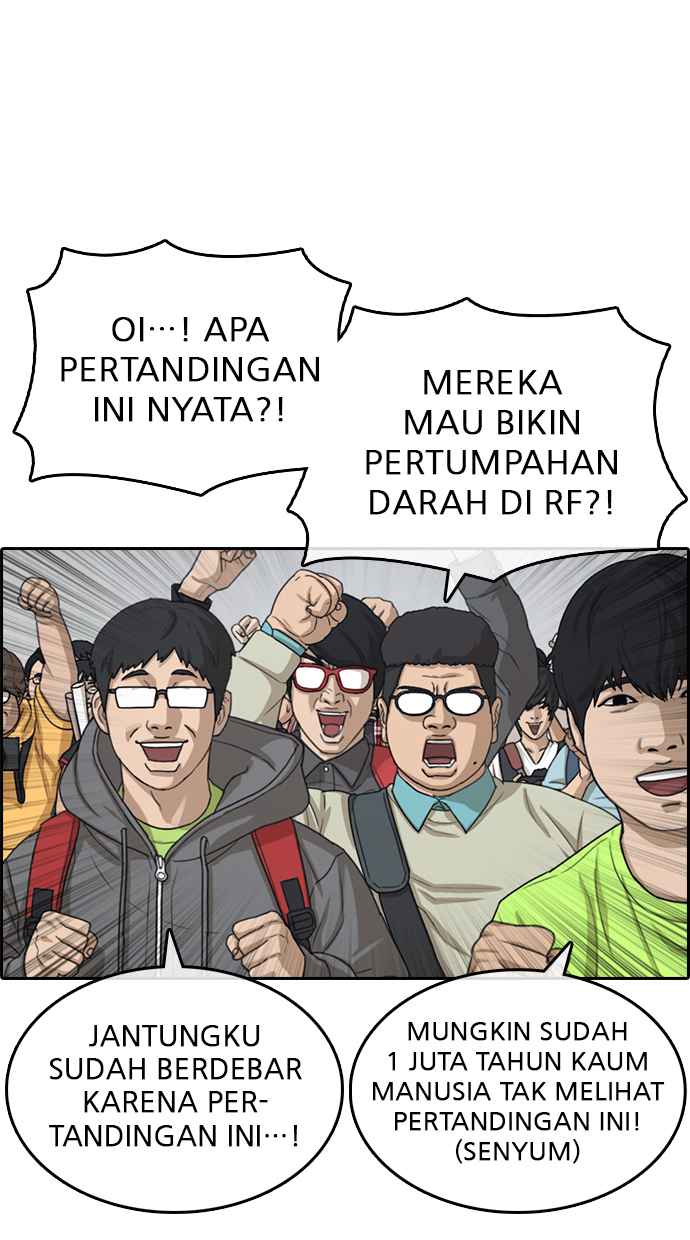 OI…! APA
PERTANDINGAN
INI NYATA?!
MEREKA
MAU BIKIN
PERTUMPAHAN
DARAH DI RF?!
JANTUNGKU
SUDAH BERDEBAR
KARENA PER-
TANDINGAN INI…!
MUNGKIN SUDAH
1 JUTA TAHUN KAUM
MANUSIA TAK MELIHAT
PERTANDINGAN INI!
(SENYUM)